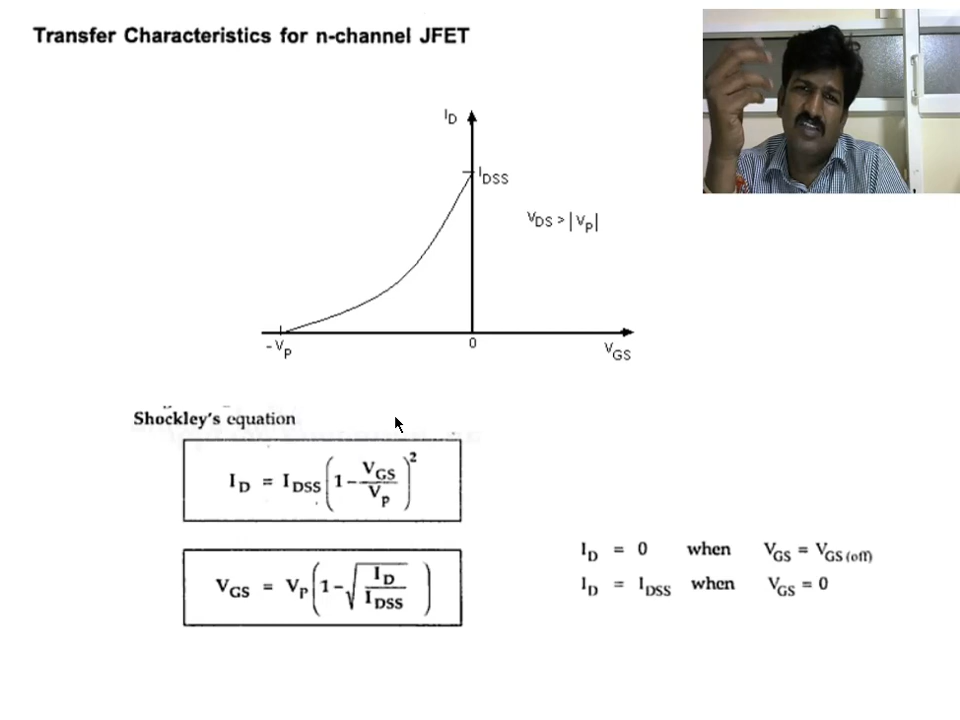 Transfer Characteristics for n-channel JFET
I_D
I_DSS
V_DS > |V_P|
- V_P
0
V_GS
Shockley's equation
I_D = I_DSS (1 - V_GS / V_P)^2
V_GS = V_P (1 - √(I_D / I_DSS))
I_D = 0 when V_GS = V_GS (off)
I_D = I_DSS when V_GS = 0